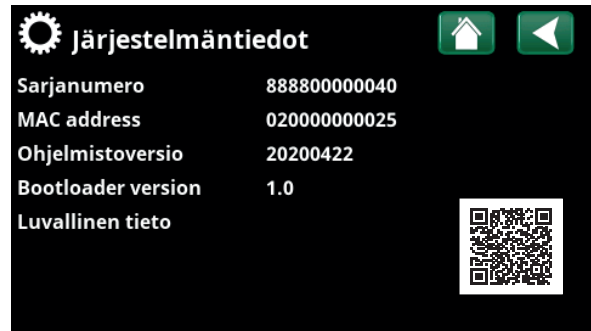 Järjestelmäntiedot
Sarjanumero 888800000040
MAC address 020000000025
Ohjelmistoversio 20200422
Bootloader version 1.0
Luvallinen tieto